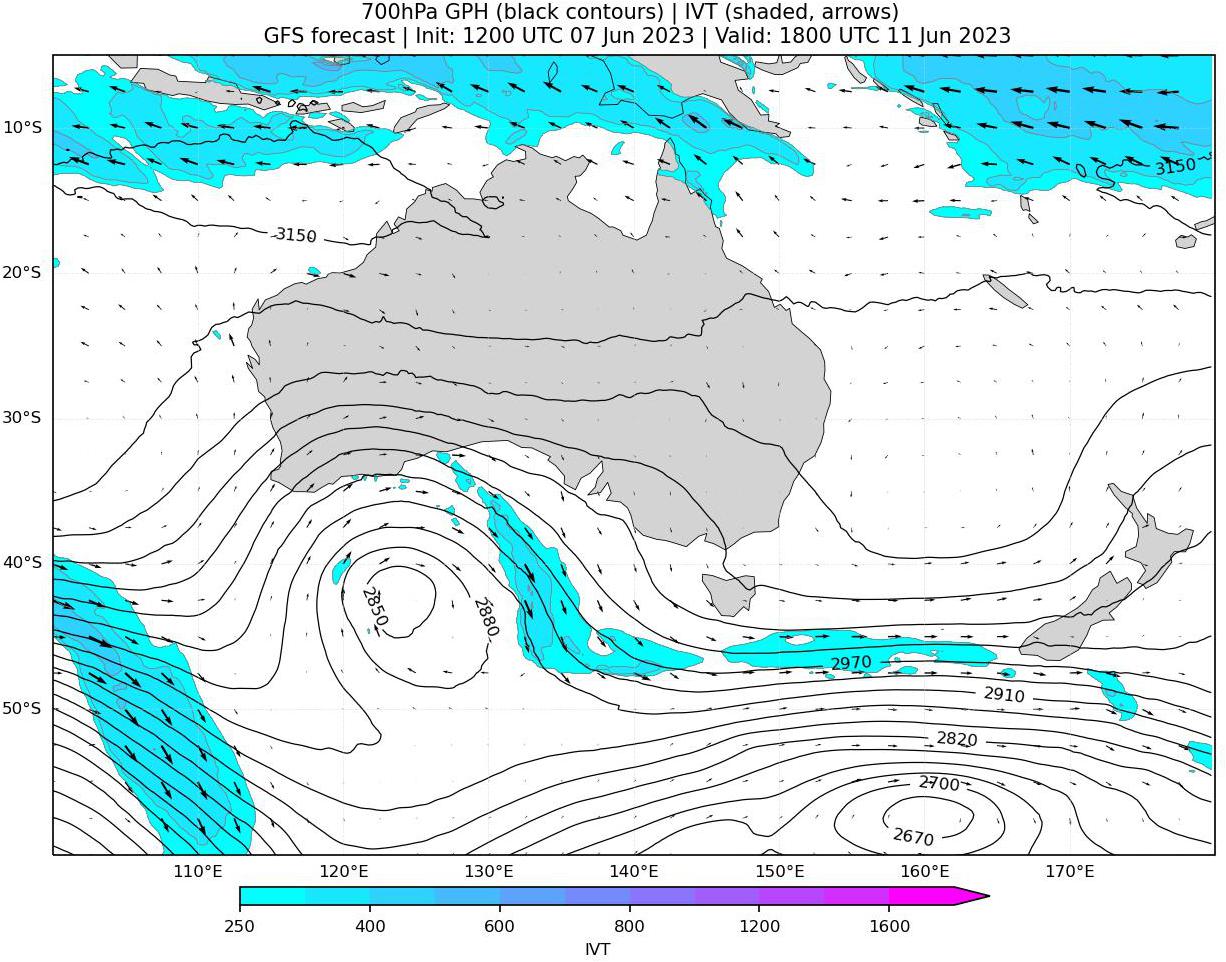 700hPa GPH (black contours) | IVT (shaded, arrows)
GFS forecast | Init: 1200 UTC 07 Jun 2023 | Valid: 1800 UTC 11 Jun 2023
10°S
3150
3150
20°S
30°S
40°S
2850
2880
2970
2910
50°S
2820
2700
2670
110°E 120°E 130°E 140°E 150°E 160°E 170°E
250 400 600 800 1200 1600
IVT